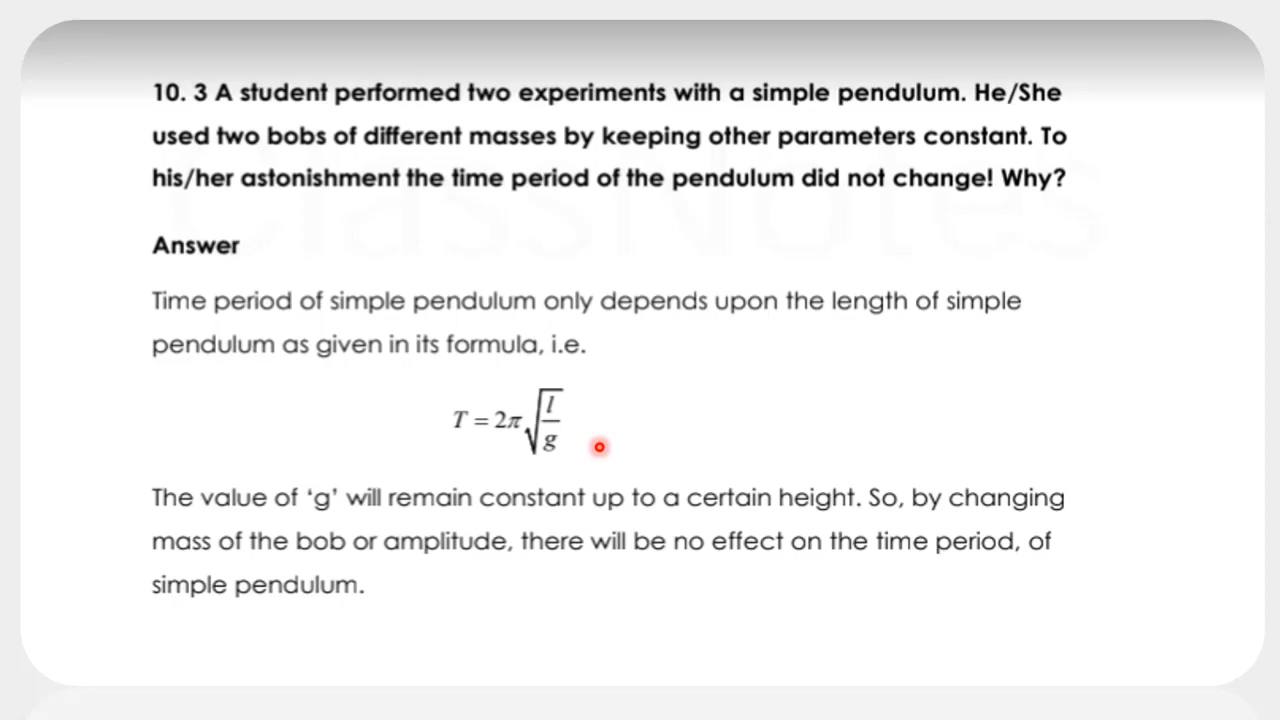 10. 3 A student performed two experiments with a simple pendulum. He/She
used two bobs of different masses by keeping other parameters constant. To
his/her astonishment the time period of the pendulum did not change! Why?
Answer
Time period of simple pendulum only depends upon the length of simple
pendulum as given in its formula, i.e.
T = 2π√(l/g)
The value of ‘g’ will remain constant up to a certain height. So, by changing
mass of the bob or amplitude, there will be no effect on the time period, of
simple pendulum.
ClassNotes